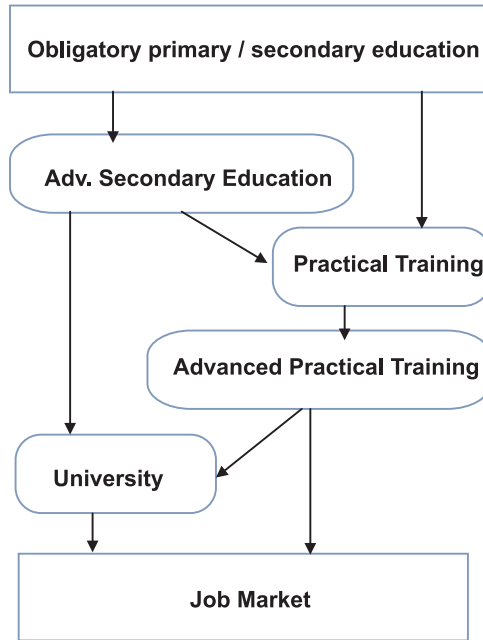 Obligatory primary / secondary education
Adv. Secondary Education
Practical Training
Advanced Practical Training
University
Job Market